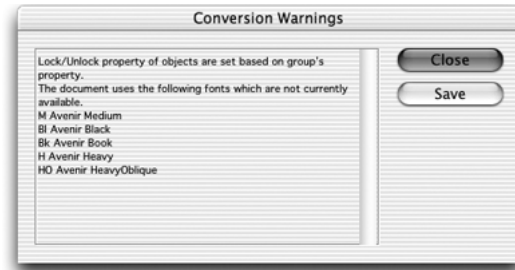 Conversion Warnings
Lock/Unlock property of objects are set based on group's
property.
The document uses the following fonts which are not currently
available.
M Avenir Medium
Bl Avenir Black
Bk Avenir Book
H Avenir Heavy
HO Avenir HeavyOblique
Close
Save